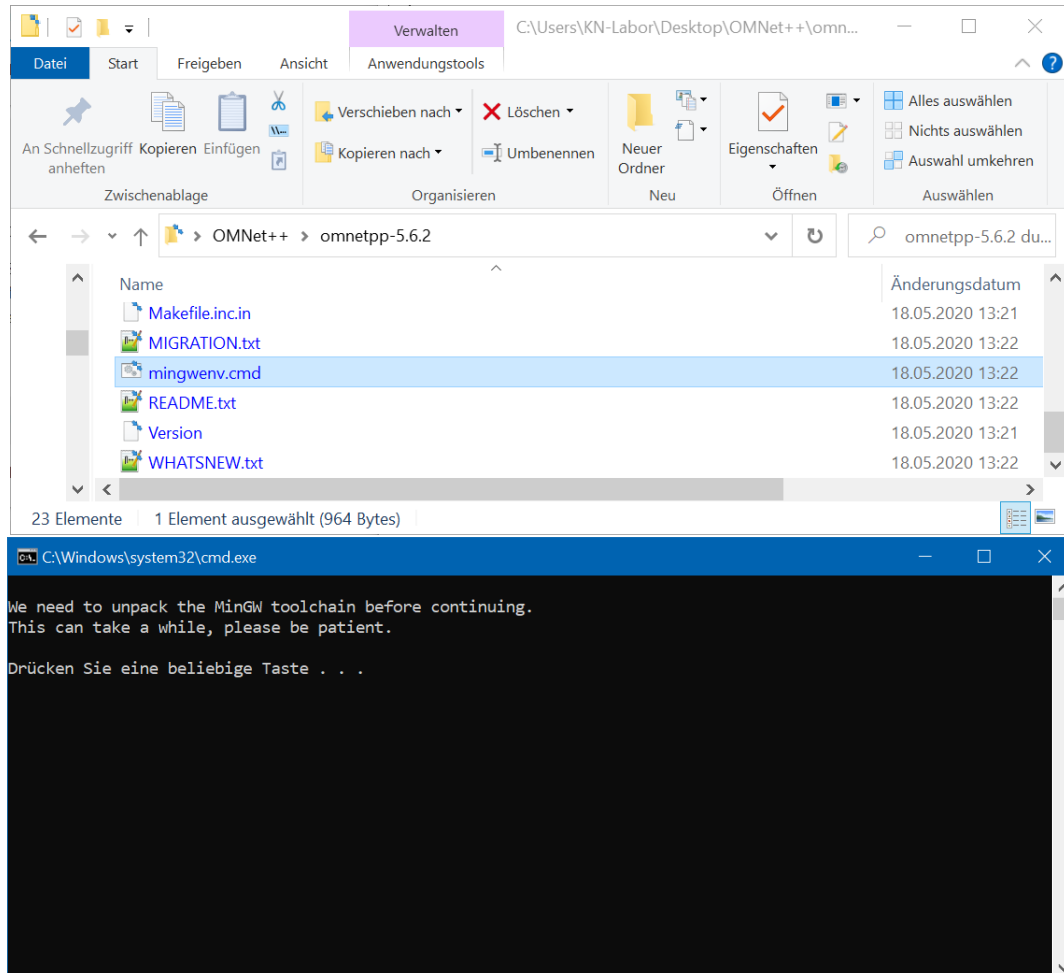 Verwalten
C:\Users\KN-Labor\Desktop\OMNet++\omn...
Datei Start Freigeben Ansicht Anwendungstools
An Schnellzugriff anheften
Kopieren
Einfügen
Zwischenablage
Verschieben nach
Kopieren nach
Löschen
Umbenennen
Organisieren
Neuer Ordner
Neu
Eigenschaften
Öffnen
Alles auswählen
Nichts auswählen
Auswahl umkehren
Auswählen
OMNet++ > omnetpp-5.6.2
omnetpp-5.6.2 du...
Name Änderungsdatum
Makefile.inc.in 18.05.2020 13:21
MIGRATION.txt 18.05.2020 13:22
mingwenv.cmd 18.05.2020 13:22
README.txt 18.05.2020 13:22
Version 18.05.2020 13:21
WHATSNEW.txt 18.05.2020 13:22
23 Elemente 1 Element ausgewählt (964 Bytes)
C:\Windows\system32\cmd.exe
We need to unpack the MinGW toolchain before continuing.
This can take a while, please be patient.
Drücken Sie eine beliebige Taste . . .